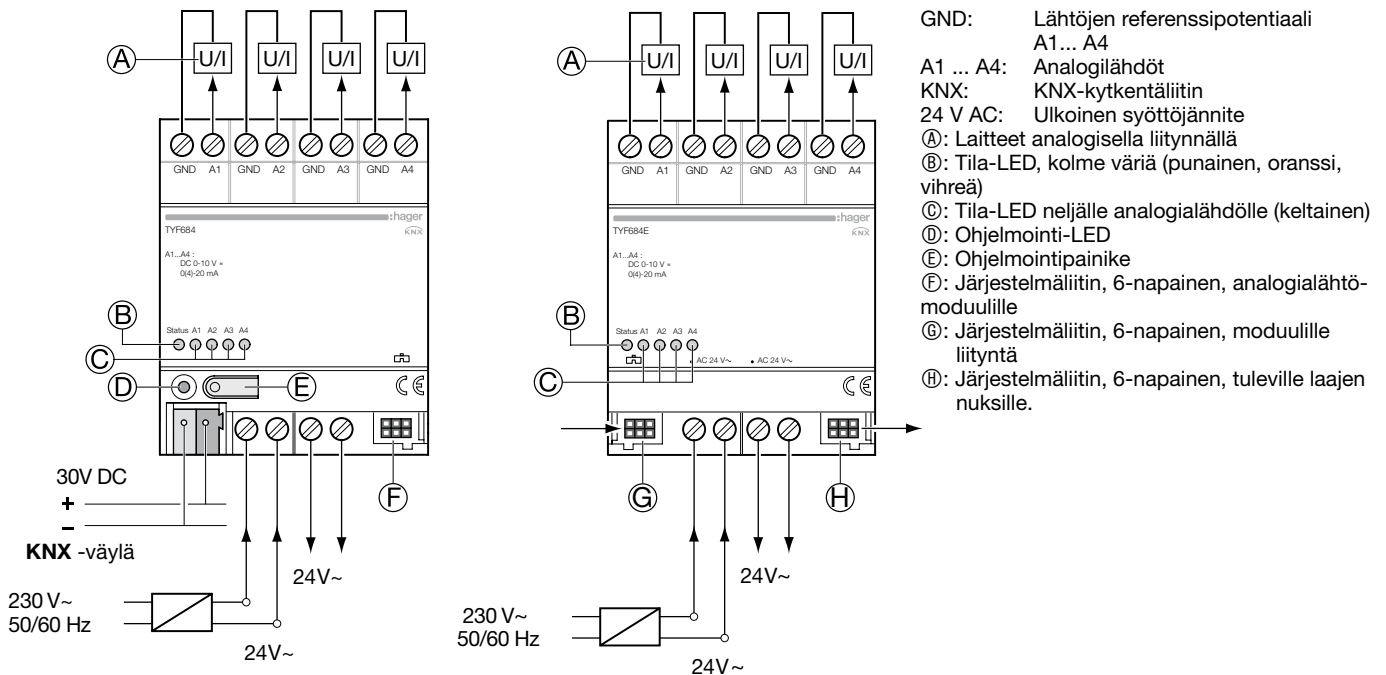 U/I U/I U/I U/I
A
GND A1 GND A2 GND A3 GND A4
:hager
TYF684
KNX
A1...A4 :
DC 0-10 V =
0(4)-20 mA
B
Status A1 A2 A3 A4
C
D
E
CE
F
30V DC
+
–
KNX -väylä
24V~
230 V~
50/60 Hz
24V~
U/I U/I U/I U/I
A
GND A1 GND A2 GND A3 GND A4
:hager
TYF684E
KNX
A1...A4 :
DC 0-10 V =
0(4)-20 mA
B
Status A1 A2 A3 A4
• AC 24 V~ • AC 24 V~
C
CE
G
H
24V~
230 V~
50/60 Hz
24V~
GND: Lähtöjen referenssipotentiaali
A1... A4
A1 ... A4: Analogilähdöt
KNX: KNX-kytkentäliitin
24 V AC: Ulkoinen syöttöjännite
Ⓐ: Laitteet analogisella liitynnällä
Ⓑ: Tila-LED, kolme väriä (punainen, oranssi,
vihreä)
Ⓒ: Tila-LED neljälle analogialähdölle (keltainen)
Ⓓ: Ohjelmointi-LED
Ⓔ: Ohjelmointipainike
Ⓕ: Järjestelmäliitin, 6-napainen, analogialähtö-
moduulille
Ⓖ: Järjestelmäliitin, 6-napainen, moduulille
liityntä
Ⓗ: Järjestelmäliitin, 6-napainen, tuleville laajen
nuksille.